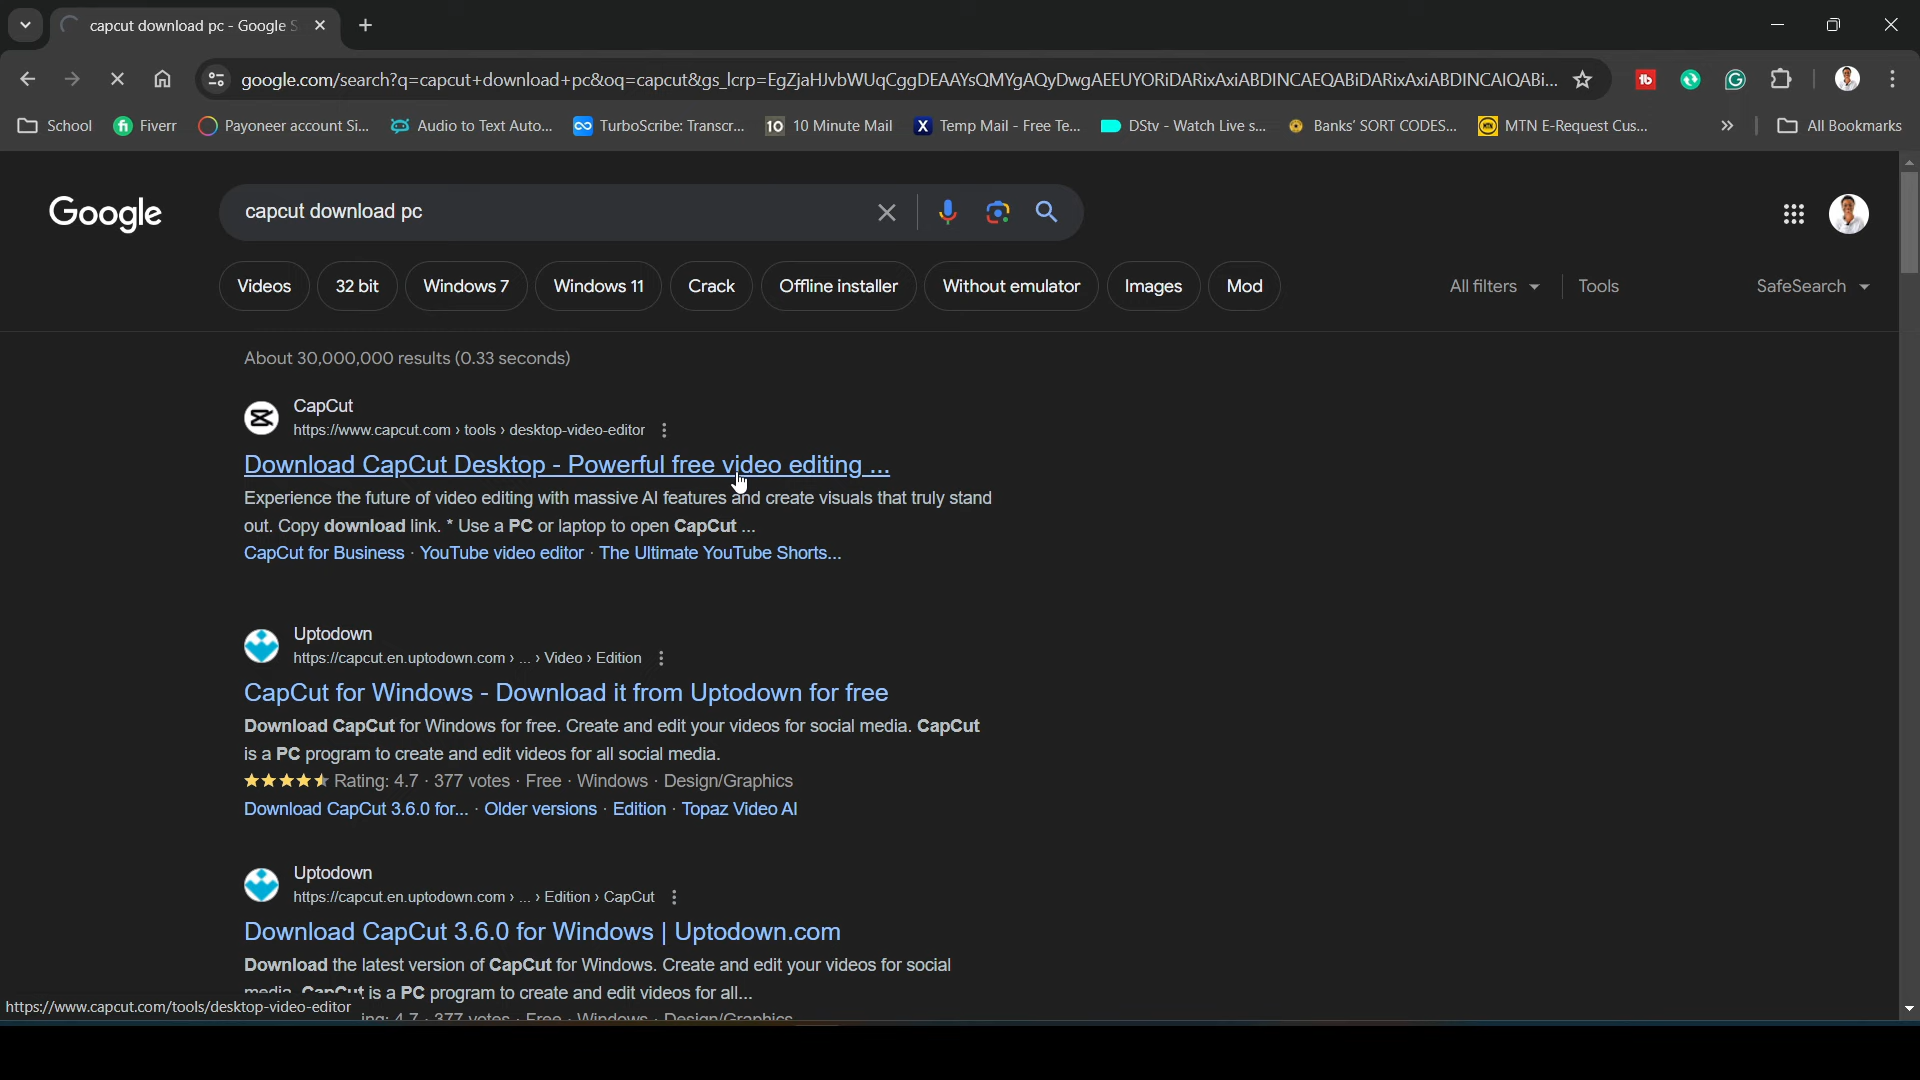 capcut download pc - Google S
google.com/search?q=capcut+download+pc&oq=capcut&gs_lcrp=EgZjaHJvbWUqCggDEAAYsQMYgAQyDwgAEEUYORiDARixAxiABDINCAEQABiDARixAxiABDINCAIQABi...
School
Fiverr
Payoneer account Si...
Audio to Text Auto...
TurboScribe: Transcr...
10 10 Minute Mail
Temp Mail - Free Te...
DStv - Watch Live s...
Banks' SORT CODES...
MTN E-Request Cus...
All Bookmarks
Google
capcut download pc
Videos
32 bit
Windows 7
Windows 11
Crack
Offline installer
Without emulator
Images
Mod
All filters
Tools
SafeSearch
About 30,000,000 results (0.33 seconds)
CapCut
https://www.capcut.com › tools › desktop-video-editor
Download CapCut Desktop - Powerful free video editing ...
Experience the future of video editing with massive AI features and create visuals that truly stand
out. Copy download link. * Use a PC or laptop to open CapCut ...
CapCut for Business · YouTube video editor · The Ultimate YouTube Shorts...
Uptodown
https://capcut.en.uptodown.com › ... › Video › Edition
CapCut for Windows - Download it from Uptodown for free
Download CapCut for Windows for free. Create and edit your videos for social media. CapCut
is a PC program to create and edit videos for all social media.
Rating: 4.7 · 377 votes · Free · Windows · Design/Graphics
Download CapCut 3.6.0 for... · Older versions · Edition · Topaz Video AI
Uptodown
https://capcut.en.uptodown.com › ... › Edition › CapCut
Download CapCut 3.6.0 for Windows | Uptodown.com
Download the latest version of CapCut for Windows. Create and edit your videos for social
media. CapCut is a PC program to create and edit videos for all...
https://www.capcut.com/tools/desktop-video-editor
4.7 · 377 votes · Free · Windows · Design/Graphics